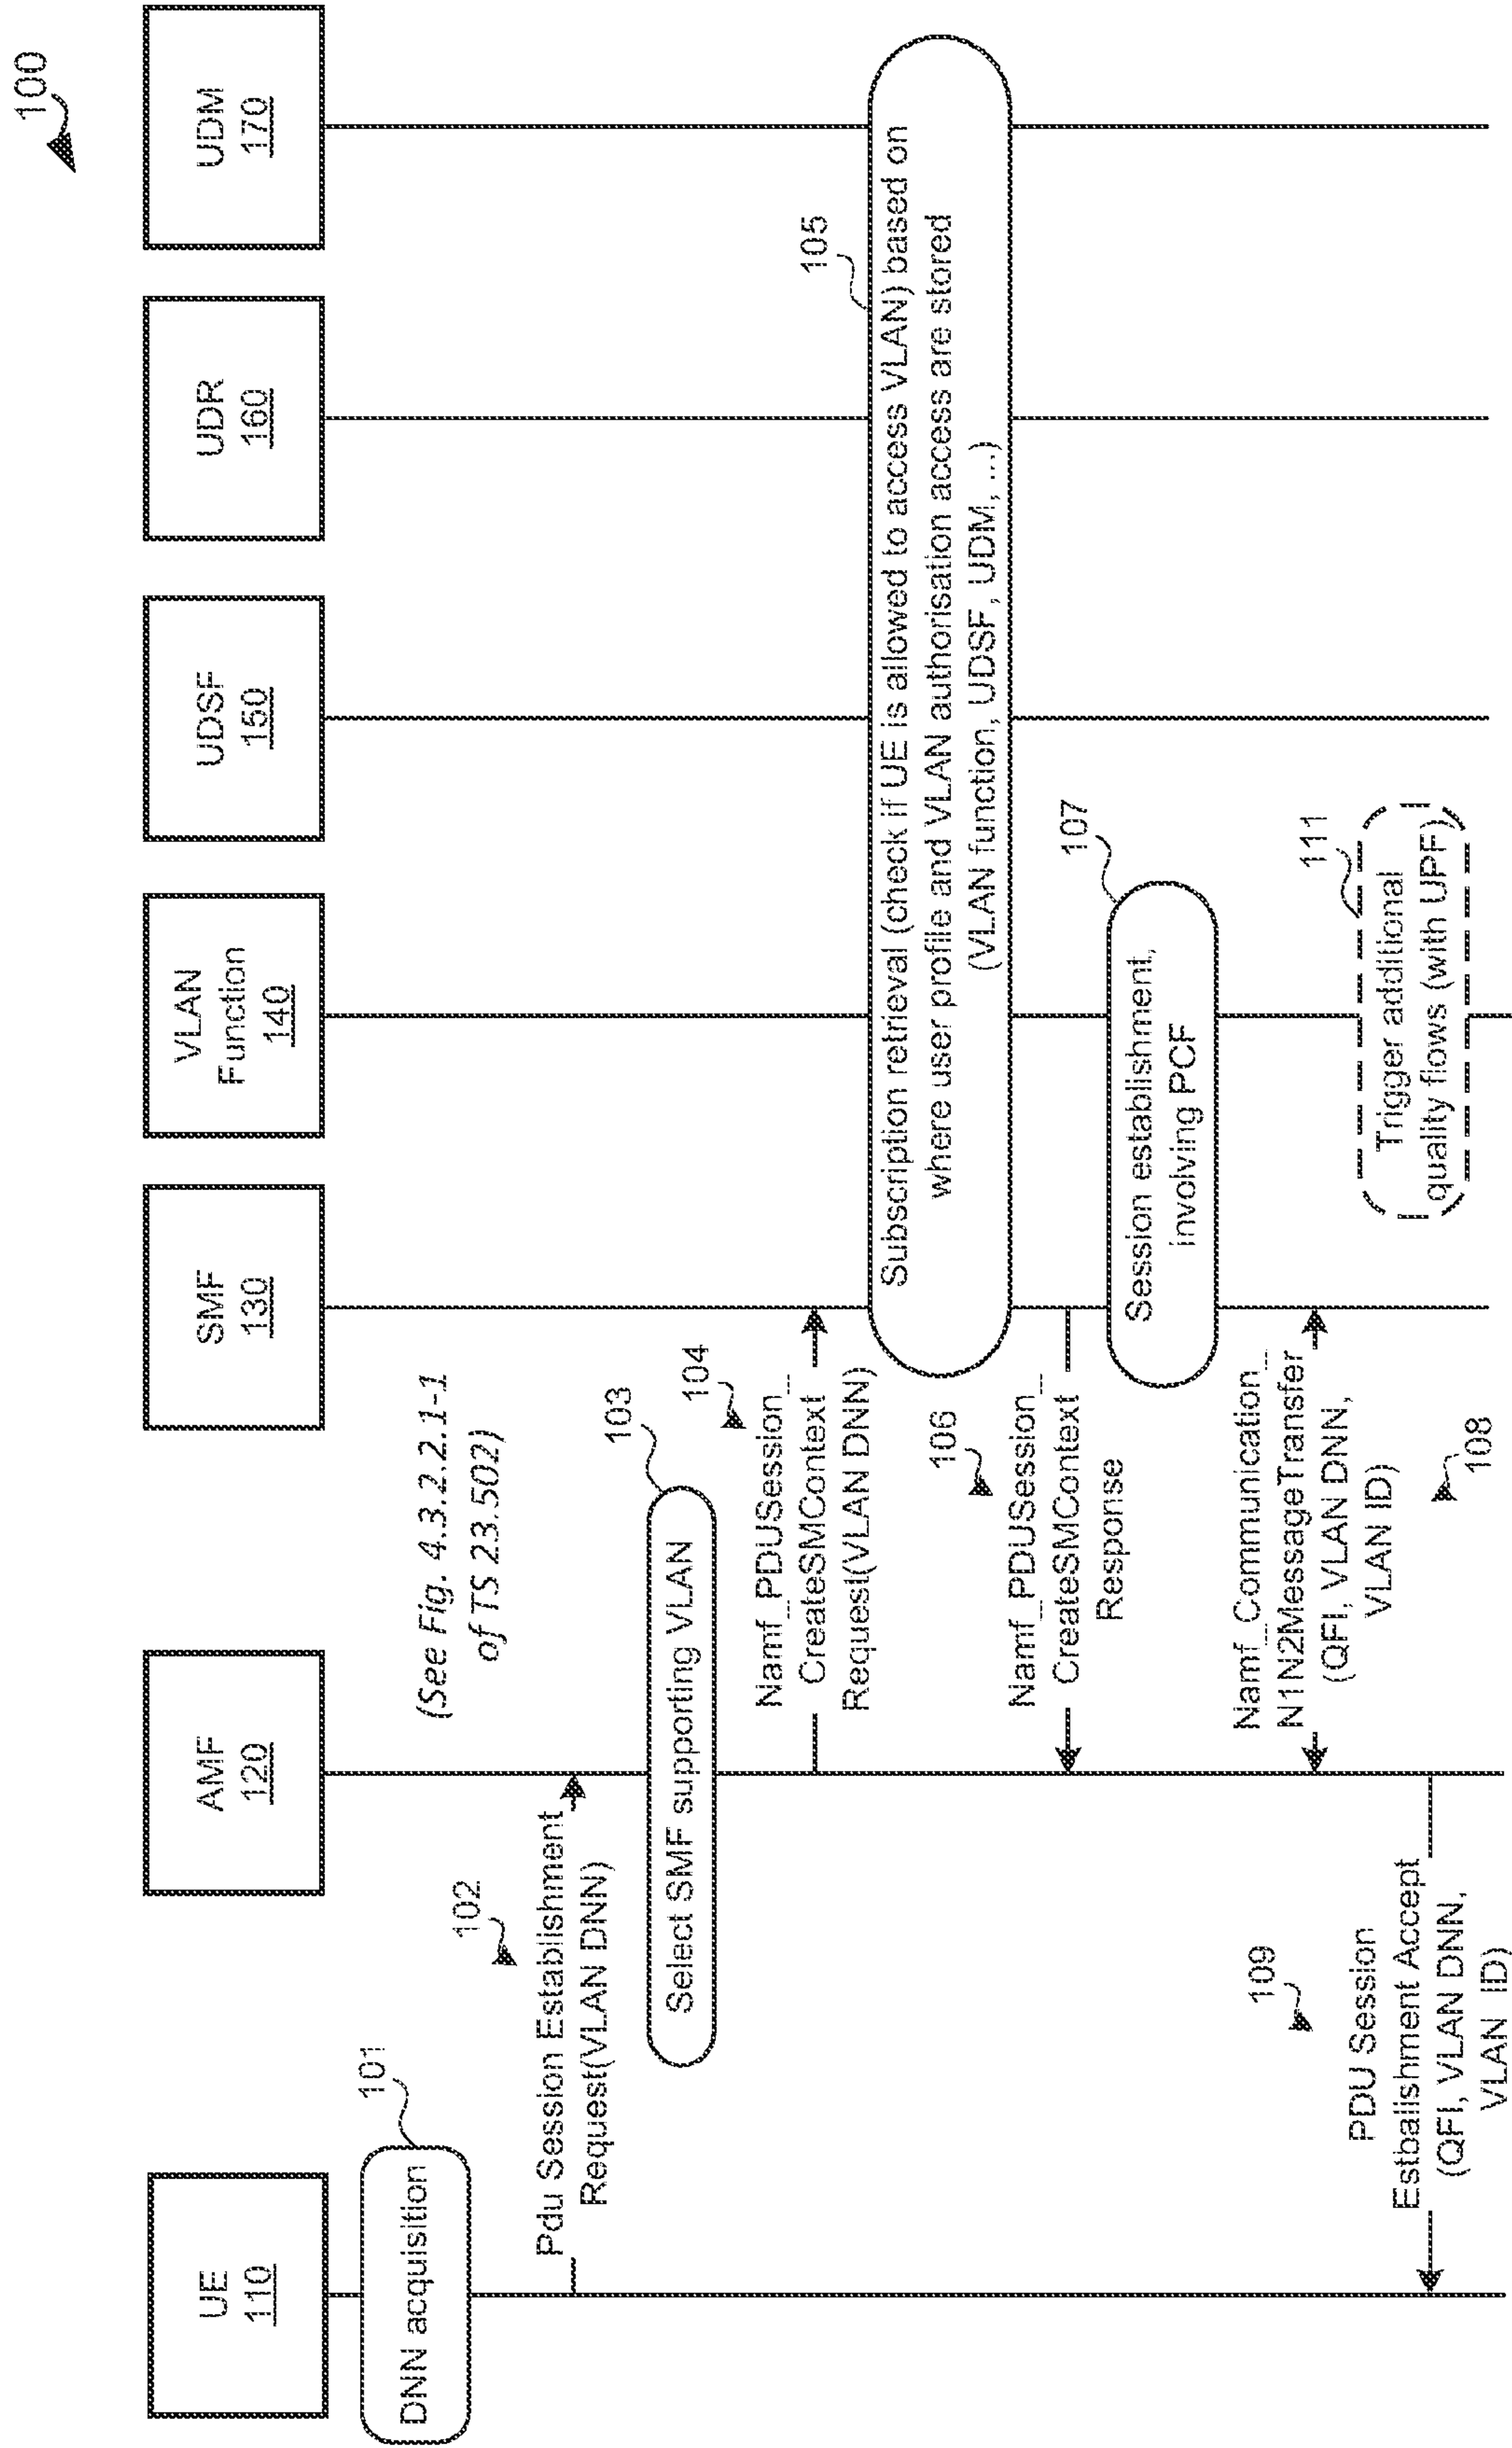 100
UE
110
AMF
120
SMF
130
VLAN
Function
140
UDSF
150
UDR
160
UDM
170
101
DNN acquisition
(See Fig. 4.3.2.2.1-1
of TS 23.502)
102
Pdu Session Establishment
Request(VLAN DNN)
103
Select SMF supporting VLAN
104
Namf_PDUSession_
CreateSMContext
Request(VLAN DNN)
105
Subscription retrieval (check if UE is allowed to access VLAN) based on
where user profile and VLAN authorisation access are stored
(VLAN function, UDSF, UDM, ...)
106
Namf_PDUSession_
CreateSMContext
Response
107
Session establishment,
involving PCF
Namf_Communication_
N1N2MessageTransfer
(QFI, VLAN DNN,
VLAN ID)
108
109
PDU Session
Estbalishment Accept
(QFI, VLAN DNN,
VLAN ID)
111
Trigger additional
quality flows (with UPF)